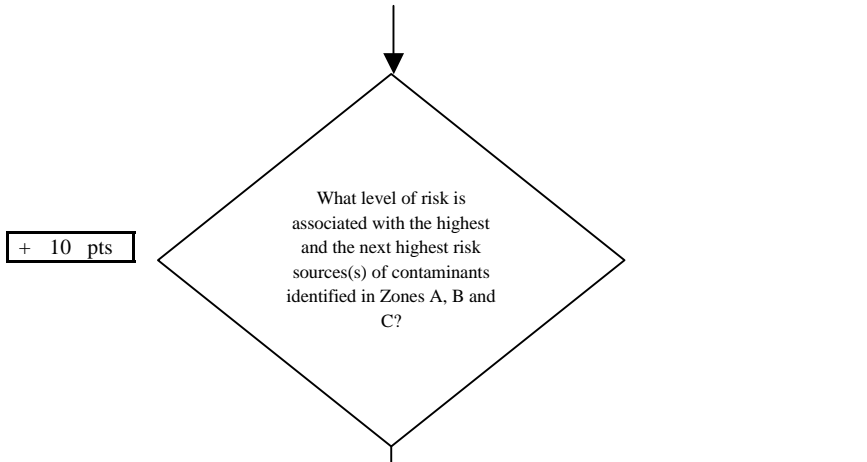 What level of risk is
associated with the highest
and the next highest risk
sources(s) of contaminants
identified in Zones A, B and
C?
+ 10 pts